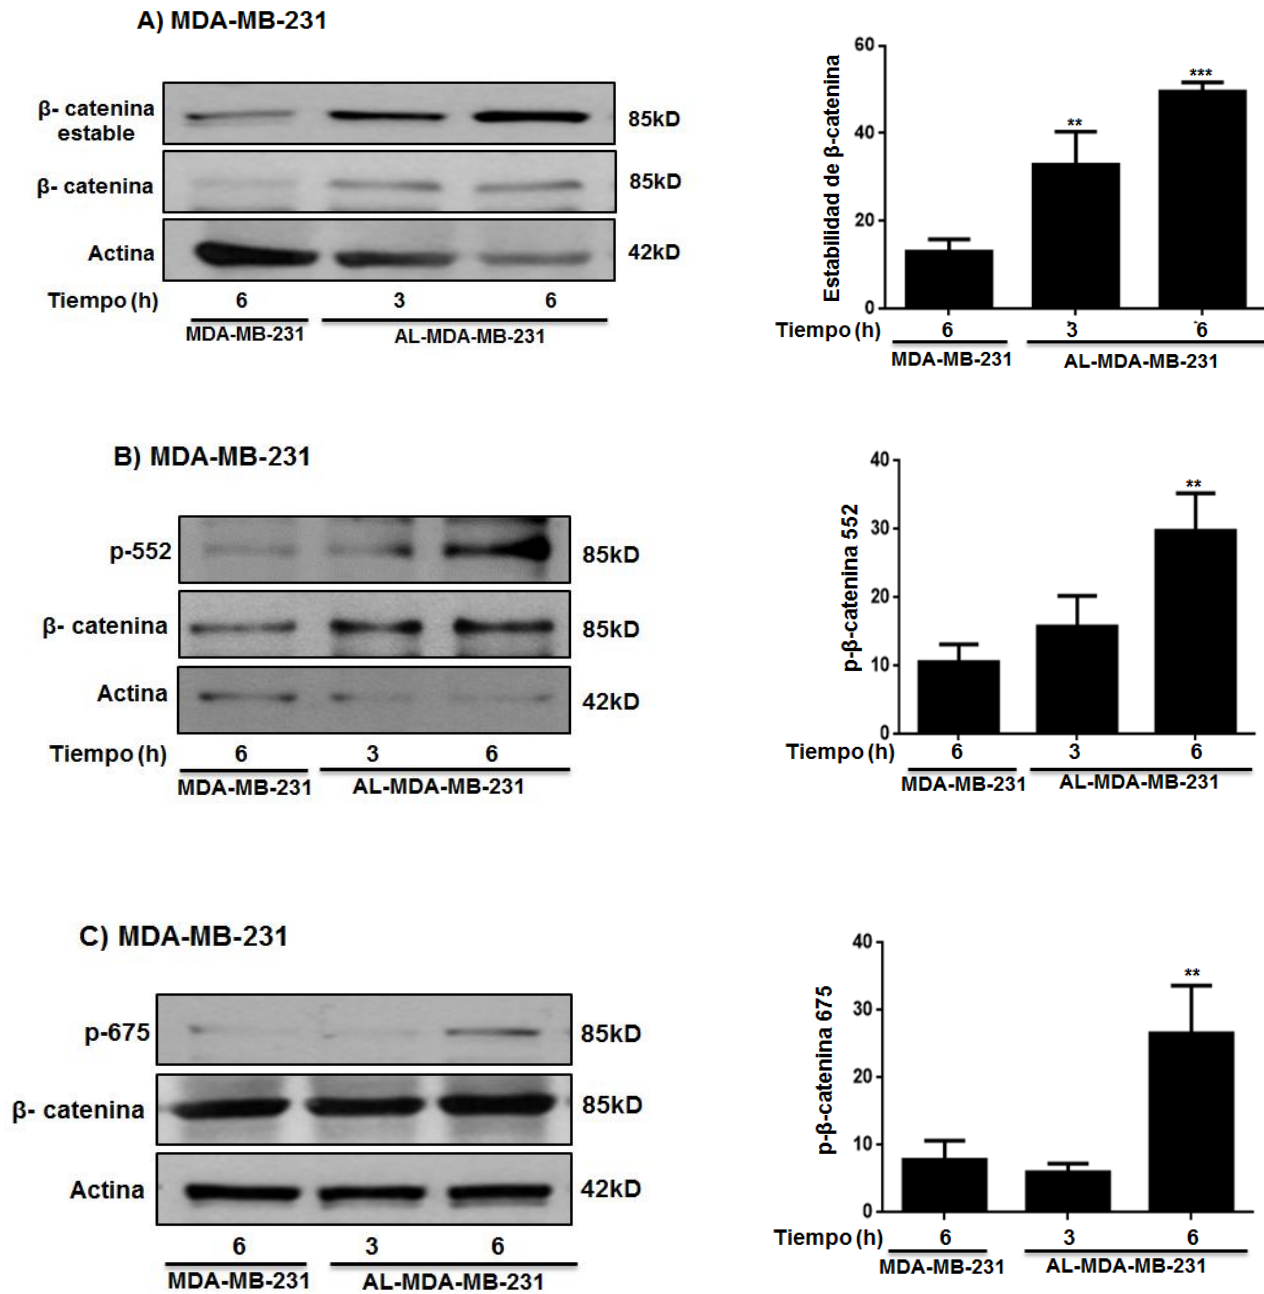 A) MDA-MB-231
β- catenina
estable
85kD
β- catenina
85kD
Actina
42kD
Tiempo (h)
6
3
6
MDA-MB-231
AL-MDA-MB-231
Estabilidad de β-catenina
60
40
20
0
**
***
Tiempo (h)
6
3
6
MDA-MB-231
AL-MDA-MB-231
B) MDA-MB-231
p-552
85kD
β- catenina
85kD
Actina
42kD
Tiempo (h)
6
3
6
MDA-MB-231
AL-MDA-MB-231
p-β-catenina 552
40
30
20
10
0
**
Tiempo (h)
6
3
6
MDA-MB-231
AL-MDA-MB-231
C) MDA-MB-231
p-675
85kD
β- catenina
85kD
Actina
42kD
6
3
6
MDA-MB-231
AL-MDA-MB-231
p-β-catenina 675
40
30
20
10
0
**
Tiempo (h)
6
3
6
MDA-MB-231
AL-MDA-MB-231